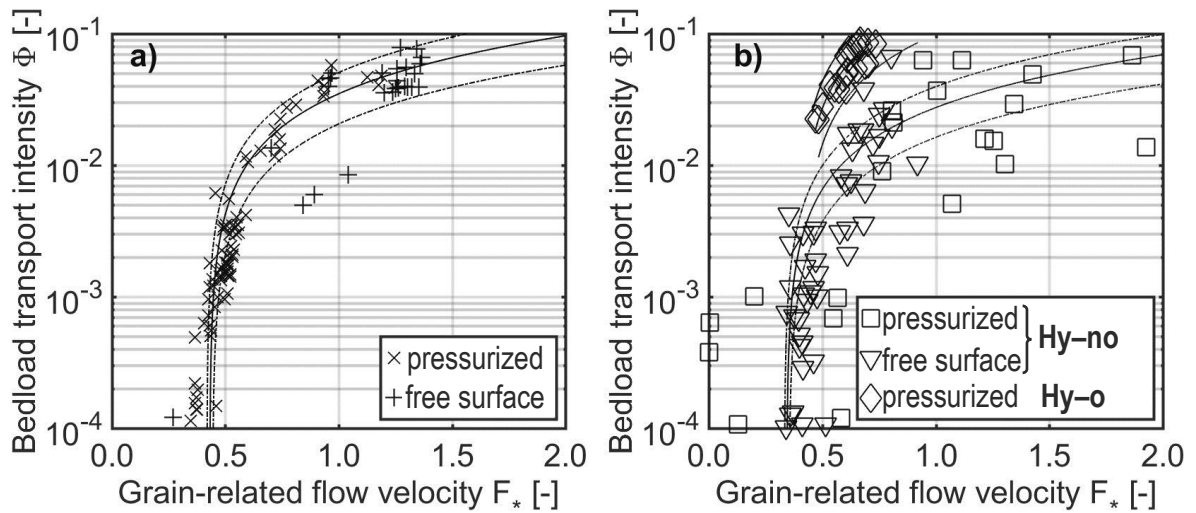 Bedload transport intensity Φ [-]
10⁻¹
10⁻²
10⁻³
10⁻⁴
a)
× pressurized
+ free surface
0.0 0.5 1.0 1.5 2.0
Grain-related flow velocity F* [-]
Bedload transport intensity Φ [-]
10⁻¹
10⁻²
10⁻³
10⁻⁴
b)
pressurized
Hy–no
free surface
pressurized Hy–o
0.0 0.5 1.0 1.5 2.0
Grain-related flow velocity F* [-]